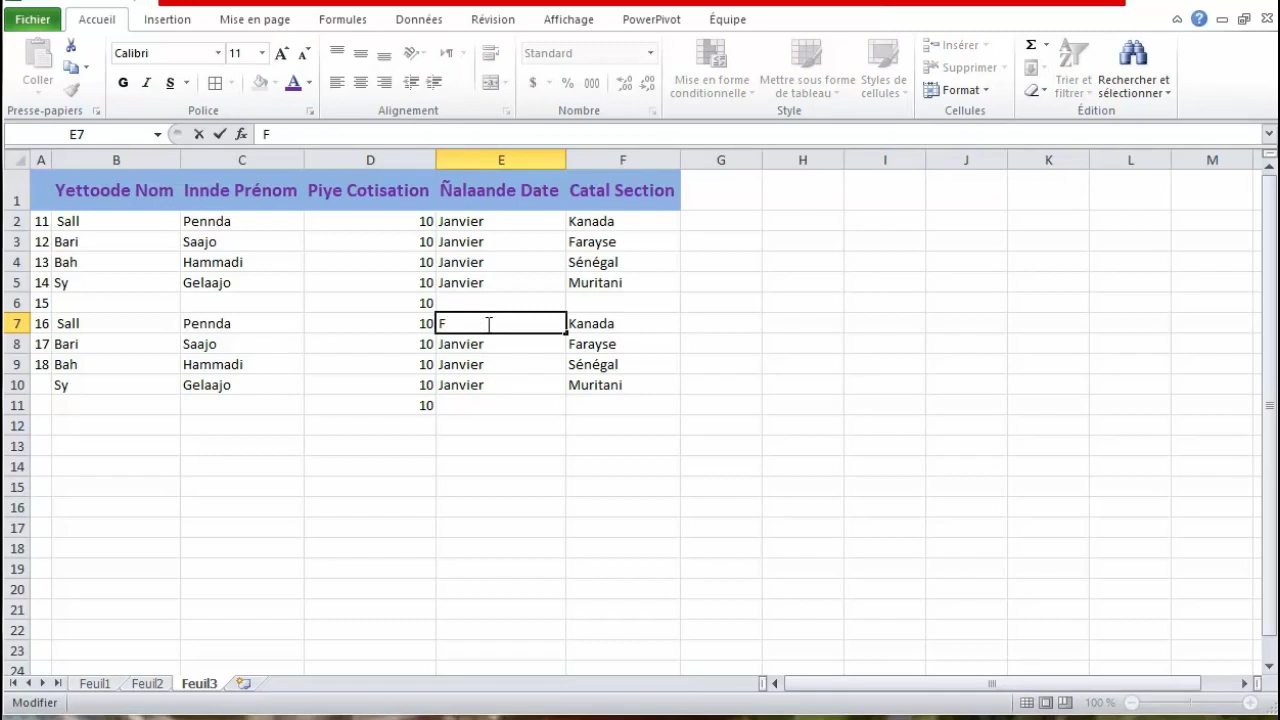 Fichier Accueil Insertion Mise en page Formules Données Révision Affichage PowerPivot Équipe
Coller
Presse-papiers
Calibri 11
G I S A
Police
Alignement
Standard
$ % 000
Nombre
Mise en forme conditionnelle
Mettre sous forme de tableau
Styles de cellules
Style
Insérer
Supprimer
Format
Cellules
Σ
Trier et filtrer
Rechercher et sélectionner
Édition
E7 fx F
A B C D E F G H I J K L M
1 Yettoode Nom Innde Prénom Piye Cotisation Ñalaande Date Catal Section
2 11 Sall Pennda 10 Janvier Kanada
3 12 Bari Saajo 10 Janvier Farayse
4 13 Bah Hammadi 10 Janvier Sénégal
5 14 Sy Gelaajo 10 Janvier Muritani
6 15 10
7 16 Sall Pennda 10 F Kanada
8 17 Bari Saajo 10 Janvier Farayse
9 18 Bah Hammadi 10 Janvier Sénégal
10 Sy Gelaajo 10 Janvier Muritani
11 10
12
13
14
15
16
17
18
19
20
21
22
23
24
Feuil1 Feuil2 Feuil3
Modifier 100 %